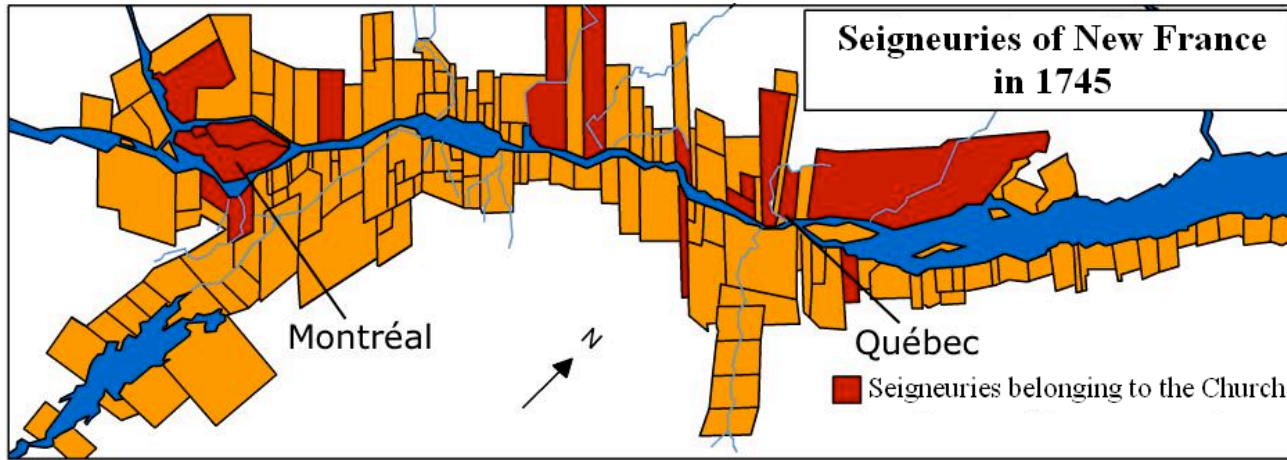 Seigneuries of New France
in 1745
Montréal
N
Québec
Seigneuries belonging to the Church